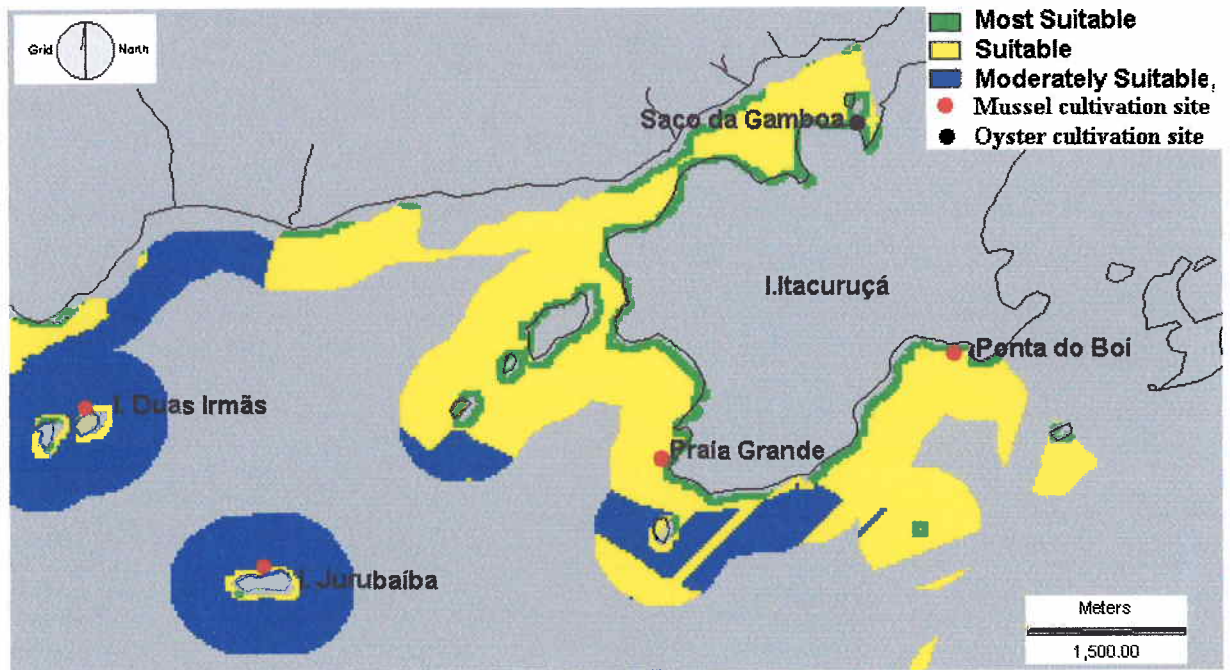 Grid North
Most Suitable
Suitable
Moderately Suitable,
Mussel cultivation site
Oyster cultivation site
Saco da Gamboa
I.Itacuruçá
Ponta do Boi
I. Duas Irmãs
Praia Grande
I. Jurubaíba
Meters
1,500.00